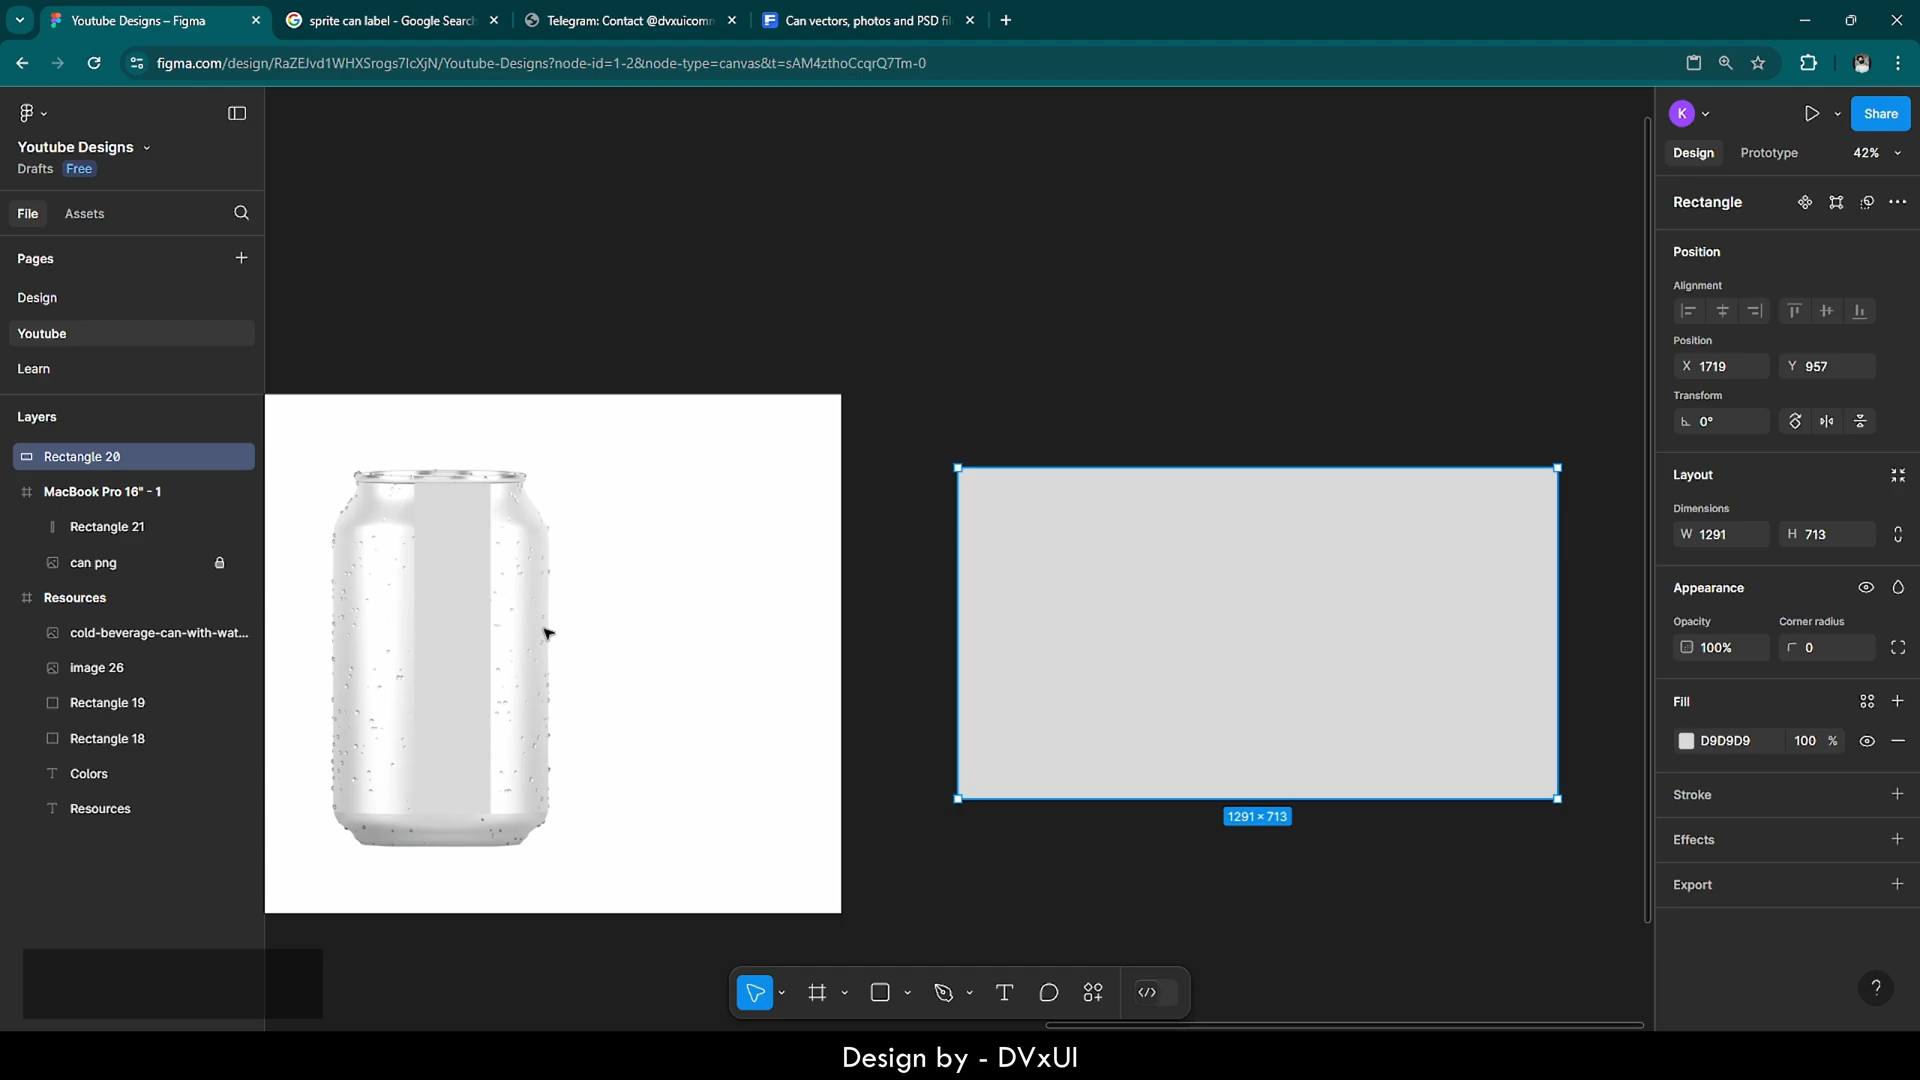 Youtube Designs – Figma
sprite can label - Google Search
Telegram: Contact @dvxuicomm
Can vectors, photos and PSD fil
figma.com/design/RaZEJvd1WHXSrogs7IcXjN/Youtube-Designs?node-id=1-2&node-type=canvas&t=sAM4zthoCcqrQ7Tm-0
Youtube Designs
Drafts Free
File Assets
Pages
Design
Youtube
Learn
Layers
Rectangle 20
MacBook Pro 16" - 1
Rectangle 21
can png
Resources
cold-beverage-can-with-wat...
image 26
Rectangle 19
Rectangle 18
Colors
Resources
1291 × 713
K
Share
Design Prototype 42%
Rectangle
Position
Alignment
Position
X 1719 Y 957
Transform
0°
Layout
Dimensions
W 1291 H 713
Appearance
Opacity Corner radius
100% 0
Fill
D9D9D9 100 %
Stroke
Effects
Export
?
Design by - DVxUI